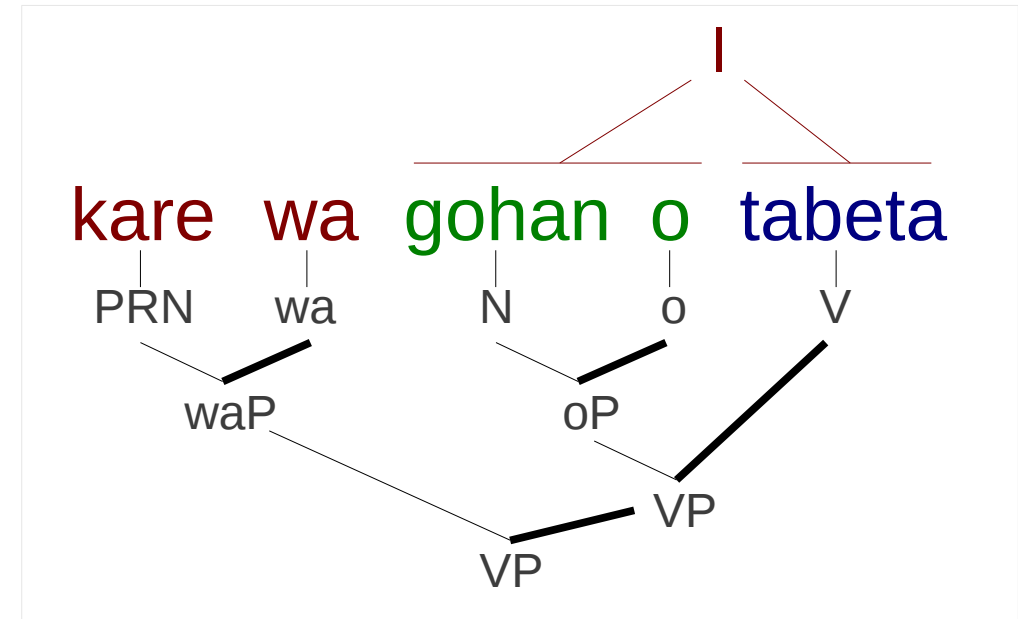 I
kare wa gohan o tabeta
PRN wa N o V
waP oP
VP
VP